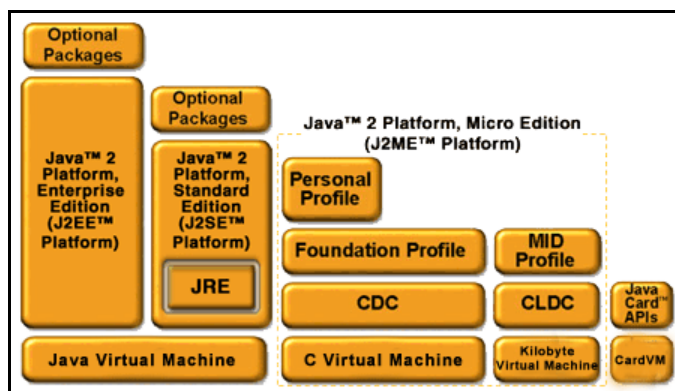 Optional
Packages
Java™ 2
Platform,
Enterprise
Edition
(J2EE™
Platform)
Optional
Packages
Java™ 2
Platform,
Standard
Edition
(J2SE™
Platform)
JRE
Java Virtual Machine
Java™ 2 Platform, Micro Edition
(J2ME™ Platform)
Personal
Profile
Foundation Profile
MID
Profile
CDC
CLDC
C Virtual Machine
Kilobyte
Virtual Machine
Java
Card™
APIs
CardVM